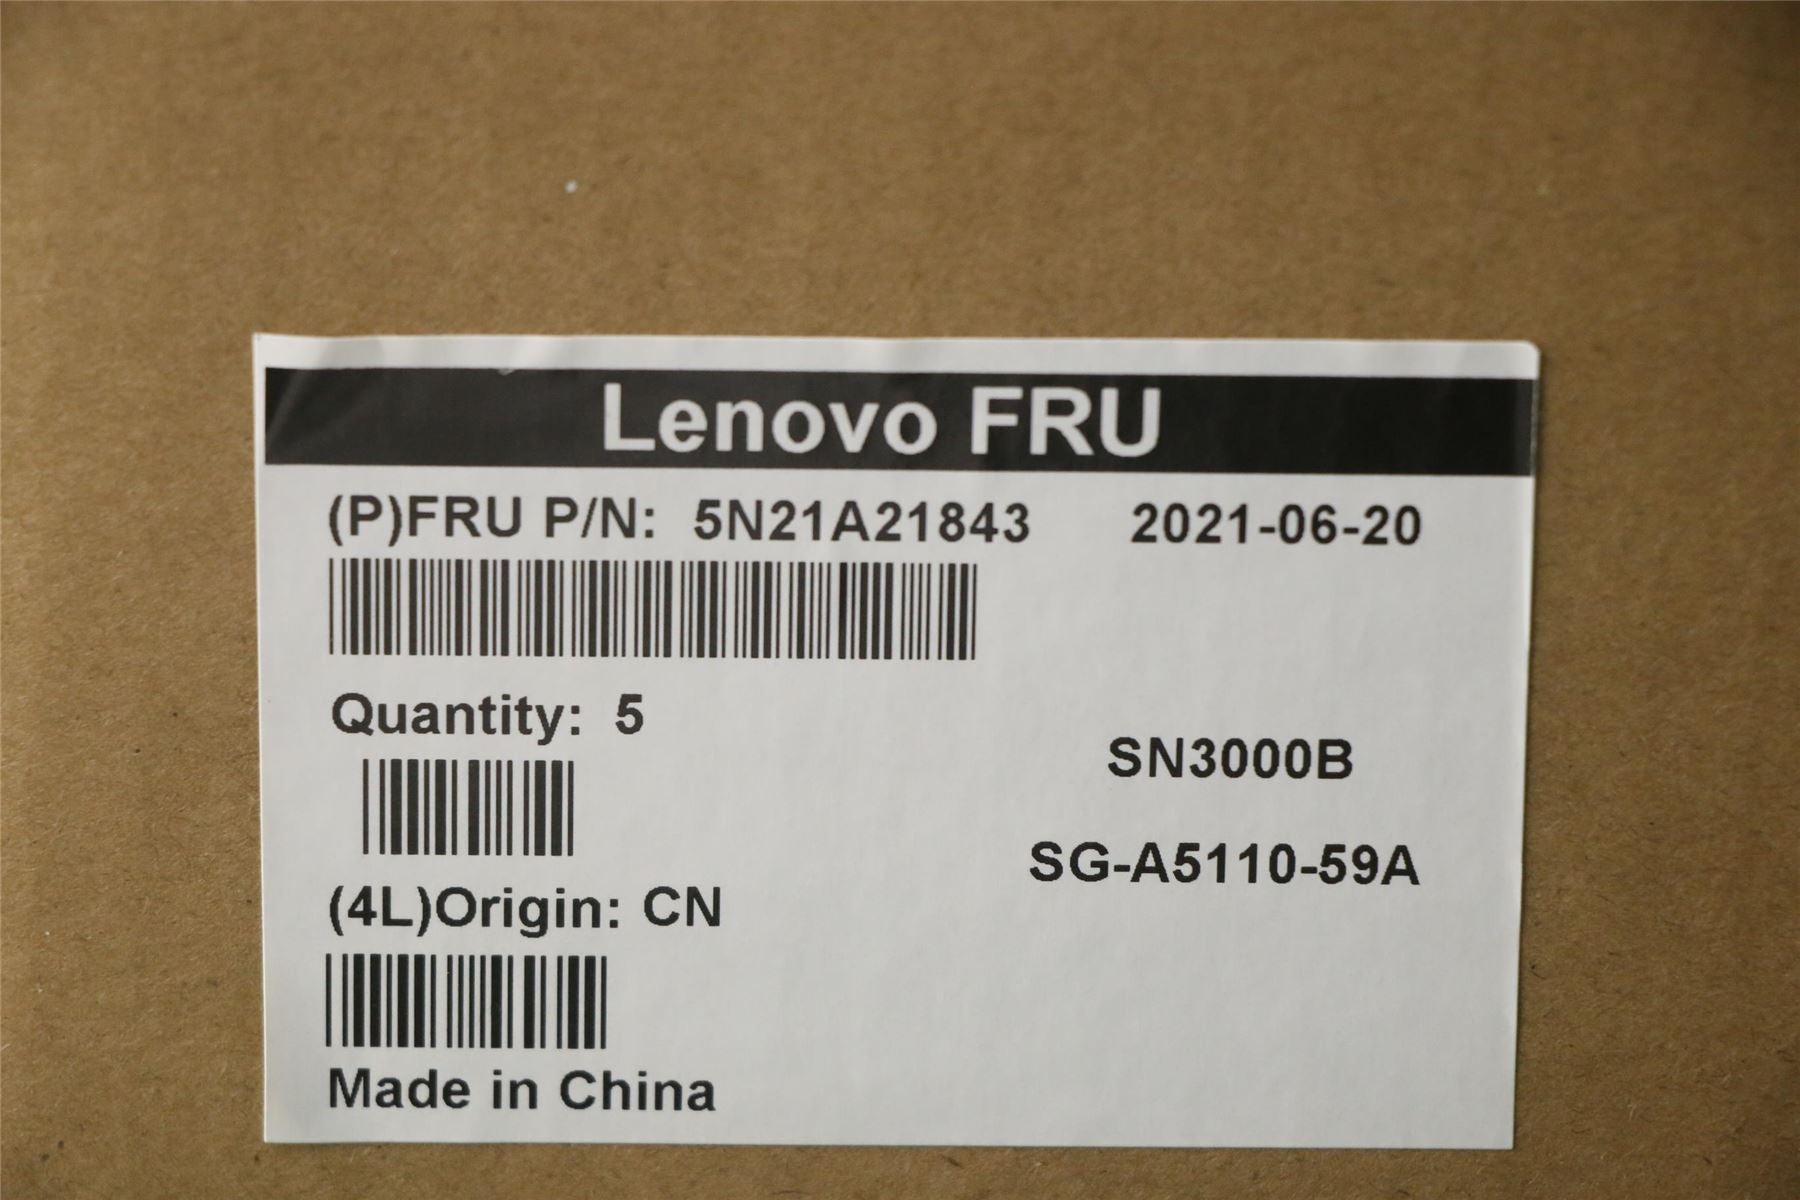 Lenovo FRU
(P)FRU P/N: 5N21A21843 2021-06-20
Quantity: 5
SN3000B
SG-A5110-59A
(4L)Origin: CN
Made in China